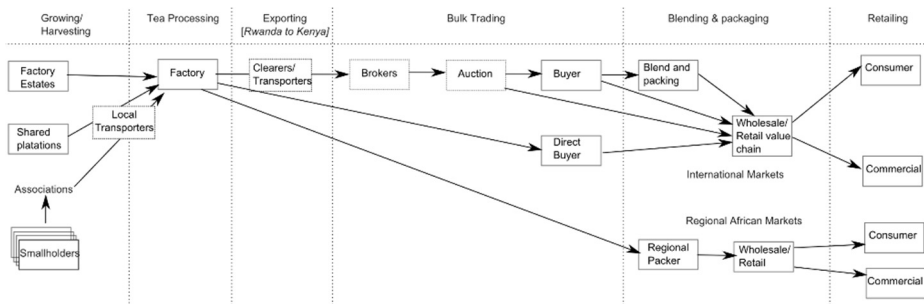 Growing/
Harvesting
Tea Processing
Exporting
[Rwanda to Kenya]
Bulk Trading
Blending & packaging
Retailing
Factory
Estates
Factory
Clearers/
Transporters
Brokers
Auction
Buyer
Blend and
packing
Consumer
Local
Transporters
Shared
platations
Direct
Buyer
Wholesale/
Retail value
chain
International Markets
Commercial
Associations
Smallholders
Regional African Markets
Regional
Packer
Wholesale/
Retail
Consumer
Commercial